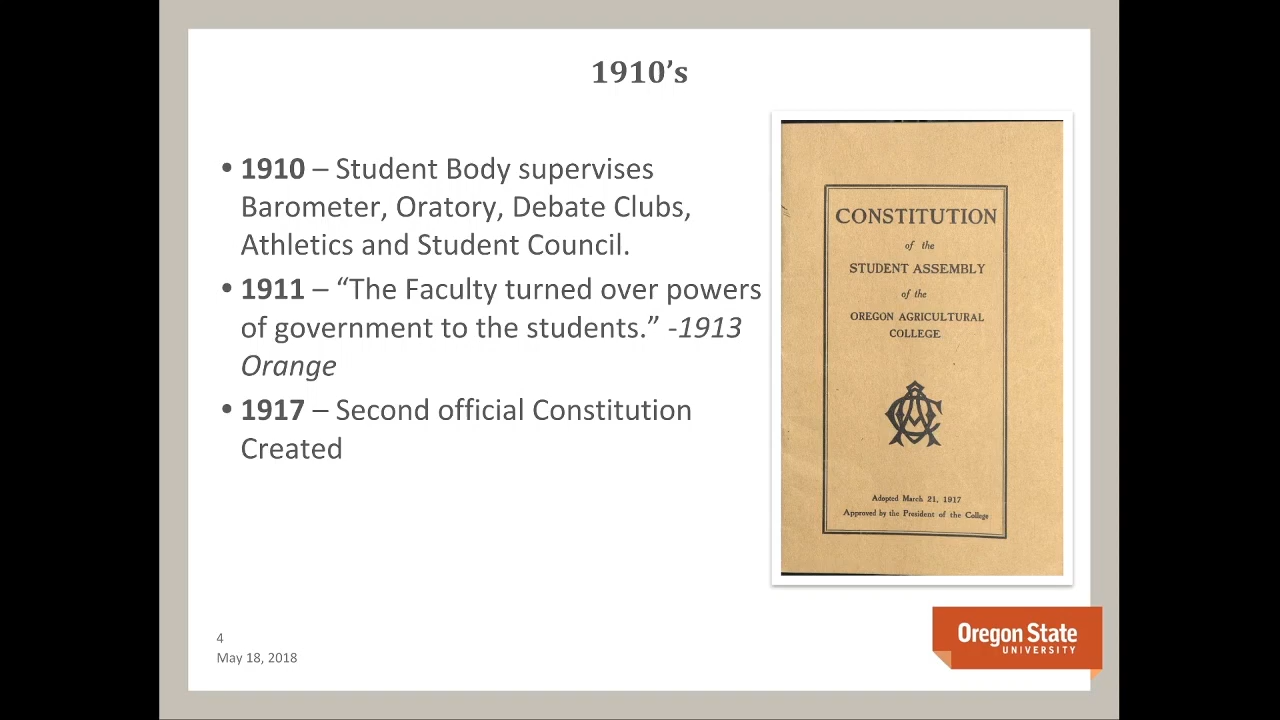 1910’s
• 1910 – Student Body supervises
Barometer, Oratory, Debate Clubs,
Athletics and Student Council.
• 1911 – “The Faculty turned over powers
of government to the students.” -1913
Orange
• 1917 – Second official Constitution
Created
CONSTITUTION
of the
STUDENT ASSEMBLY
of the
OREGON AGRICULTURAL
COLLEGE
Adopted March 21, 1917
Approved by the President of the College
4
May 18, 2018
Oregon State
UNIVERSITY